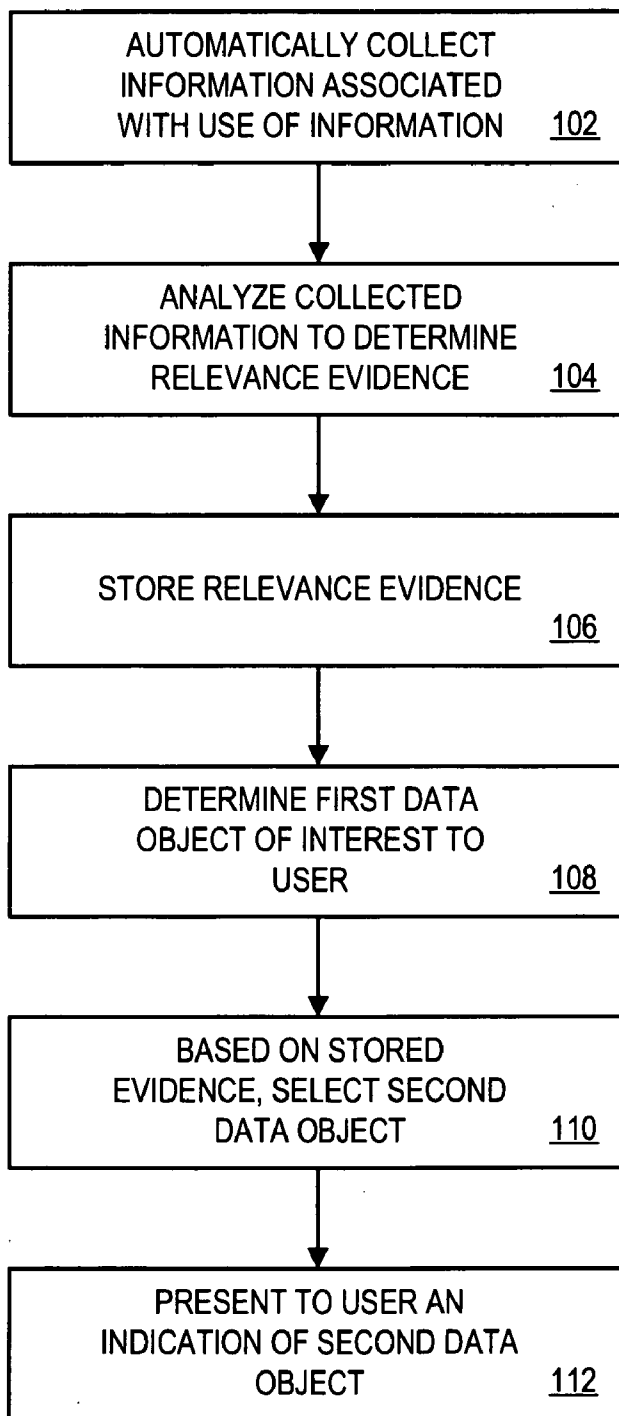 AUTOMATICALLY COLLECT
INFORMATION ASSOCIATED
WITH USE OF INFORMATION 102
ANALYZE COLLECTED
INFORMATION TO DETERMINE
RELEVANCE EVIDENCE 104
STORE RELEVANCE EVIDENCE
106
DETERMINE FIRST DATA
OBJECT OF INTEREST TO
USER 108
BASED ON STORED
EVIDENCE, SELECT SECOND
DATA OBJECT 110
PRESENT TO USER AN
INDICATION OF SECOND DATA
OBJECT 112